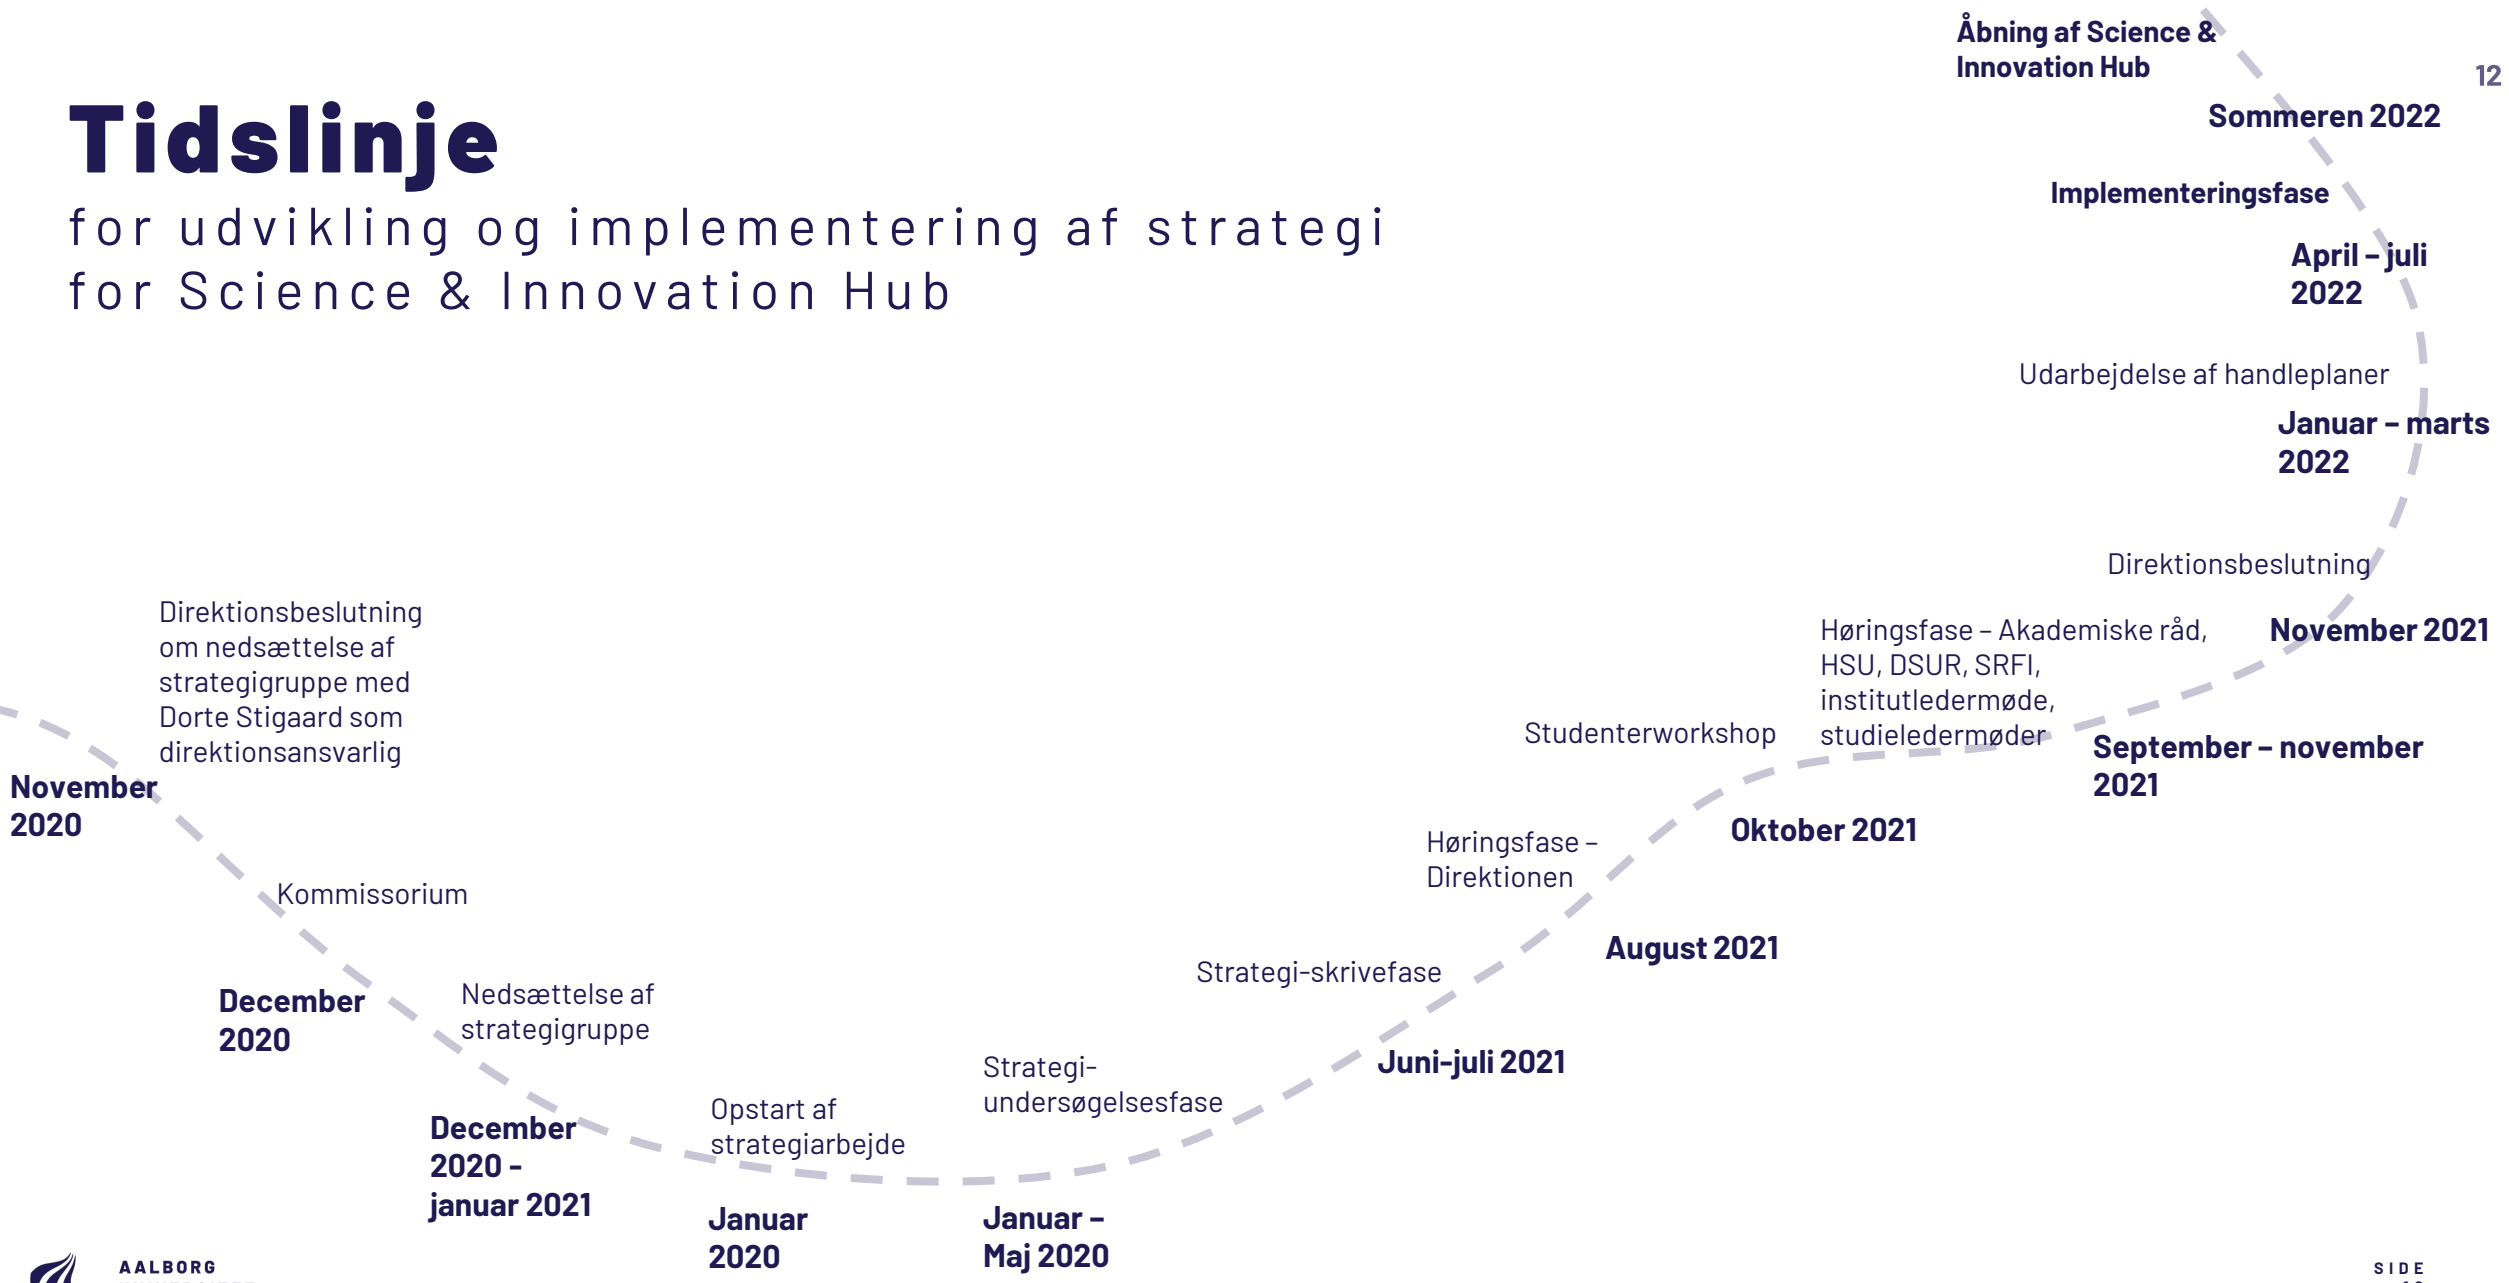 Tidslinje
for udvikling og implementering af strategi
for Science & Innovation Hub
12
Direktionsbeslutning
om nedsættelse af
strategigruppe med
Dorte Stigaard som
direktionsansvarlig
November
2020
Kommissorium
December
2020
Nedsættelse af
strategigruppe
December
2020 -
januar 2021
Opstart af
strategiarbejde
Januar
2020
Strategi-
undersøgelsesfase
Januar –
Maj 2020
Strategi-skrivefase
Juni-juli 2021
Høringsfase –
Direktionen
August 2021
Studenterworkshop
Oktober 2021
Høringsfase – Akademiske råd,
HSU, DSUR, SRFI,
institutledermøde,
studieledermøder
September – november
2021
Direktionsbeslutning
November 2021
Udarbejdelse af handleplaner
Januar – marts
2022
Implementeringsfase
April – juli
2022
Åbning af Science &
Innovation Hub
Sommeren 2022
AALBORG
SIDE